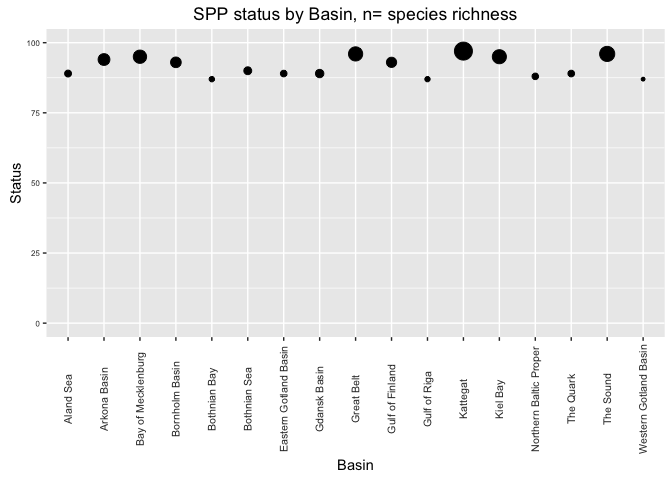 SPP status by Basin, n= species richness
100
75
50
25
0
Status
Aland Sea
Arkona Basin
Bay of Mecklenburg
Bornholm Basin
Bothnian Bay
Bothnian Sea
Eastern Gotland Basin
Gdansk Basin
Great Belt
Gulf of Finland
Gulf of Riga
Kattegat
Kiel Bay
Northern Baltic Proper
The Quark
The Sound
Western Gotland Basin
Basin